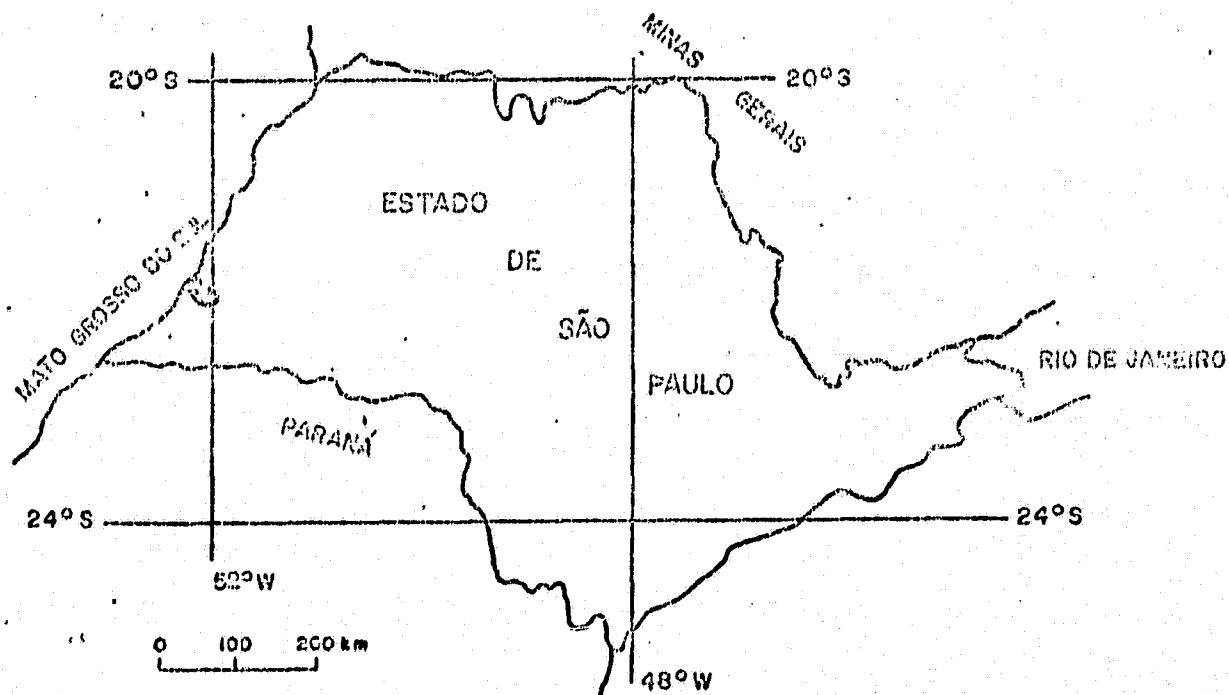 MINAS
GERAIS
20°S
20°S
ESTADO
DE
SÃO
PAULO
MATO GROSSO DO SUL
RIO DE JANEIRO
PARANÁ
24°S
24°S
52°W
0 100 200 km
48°W